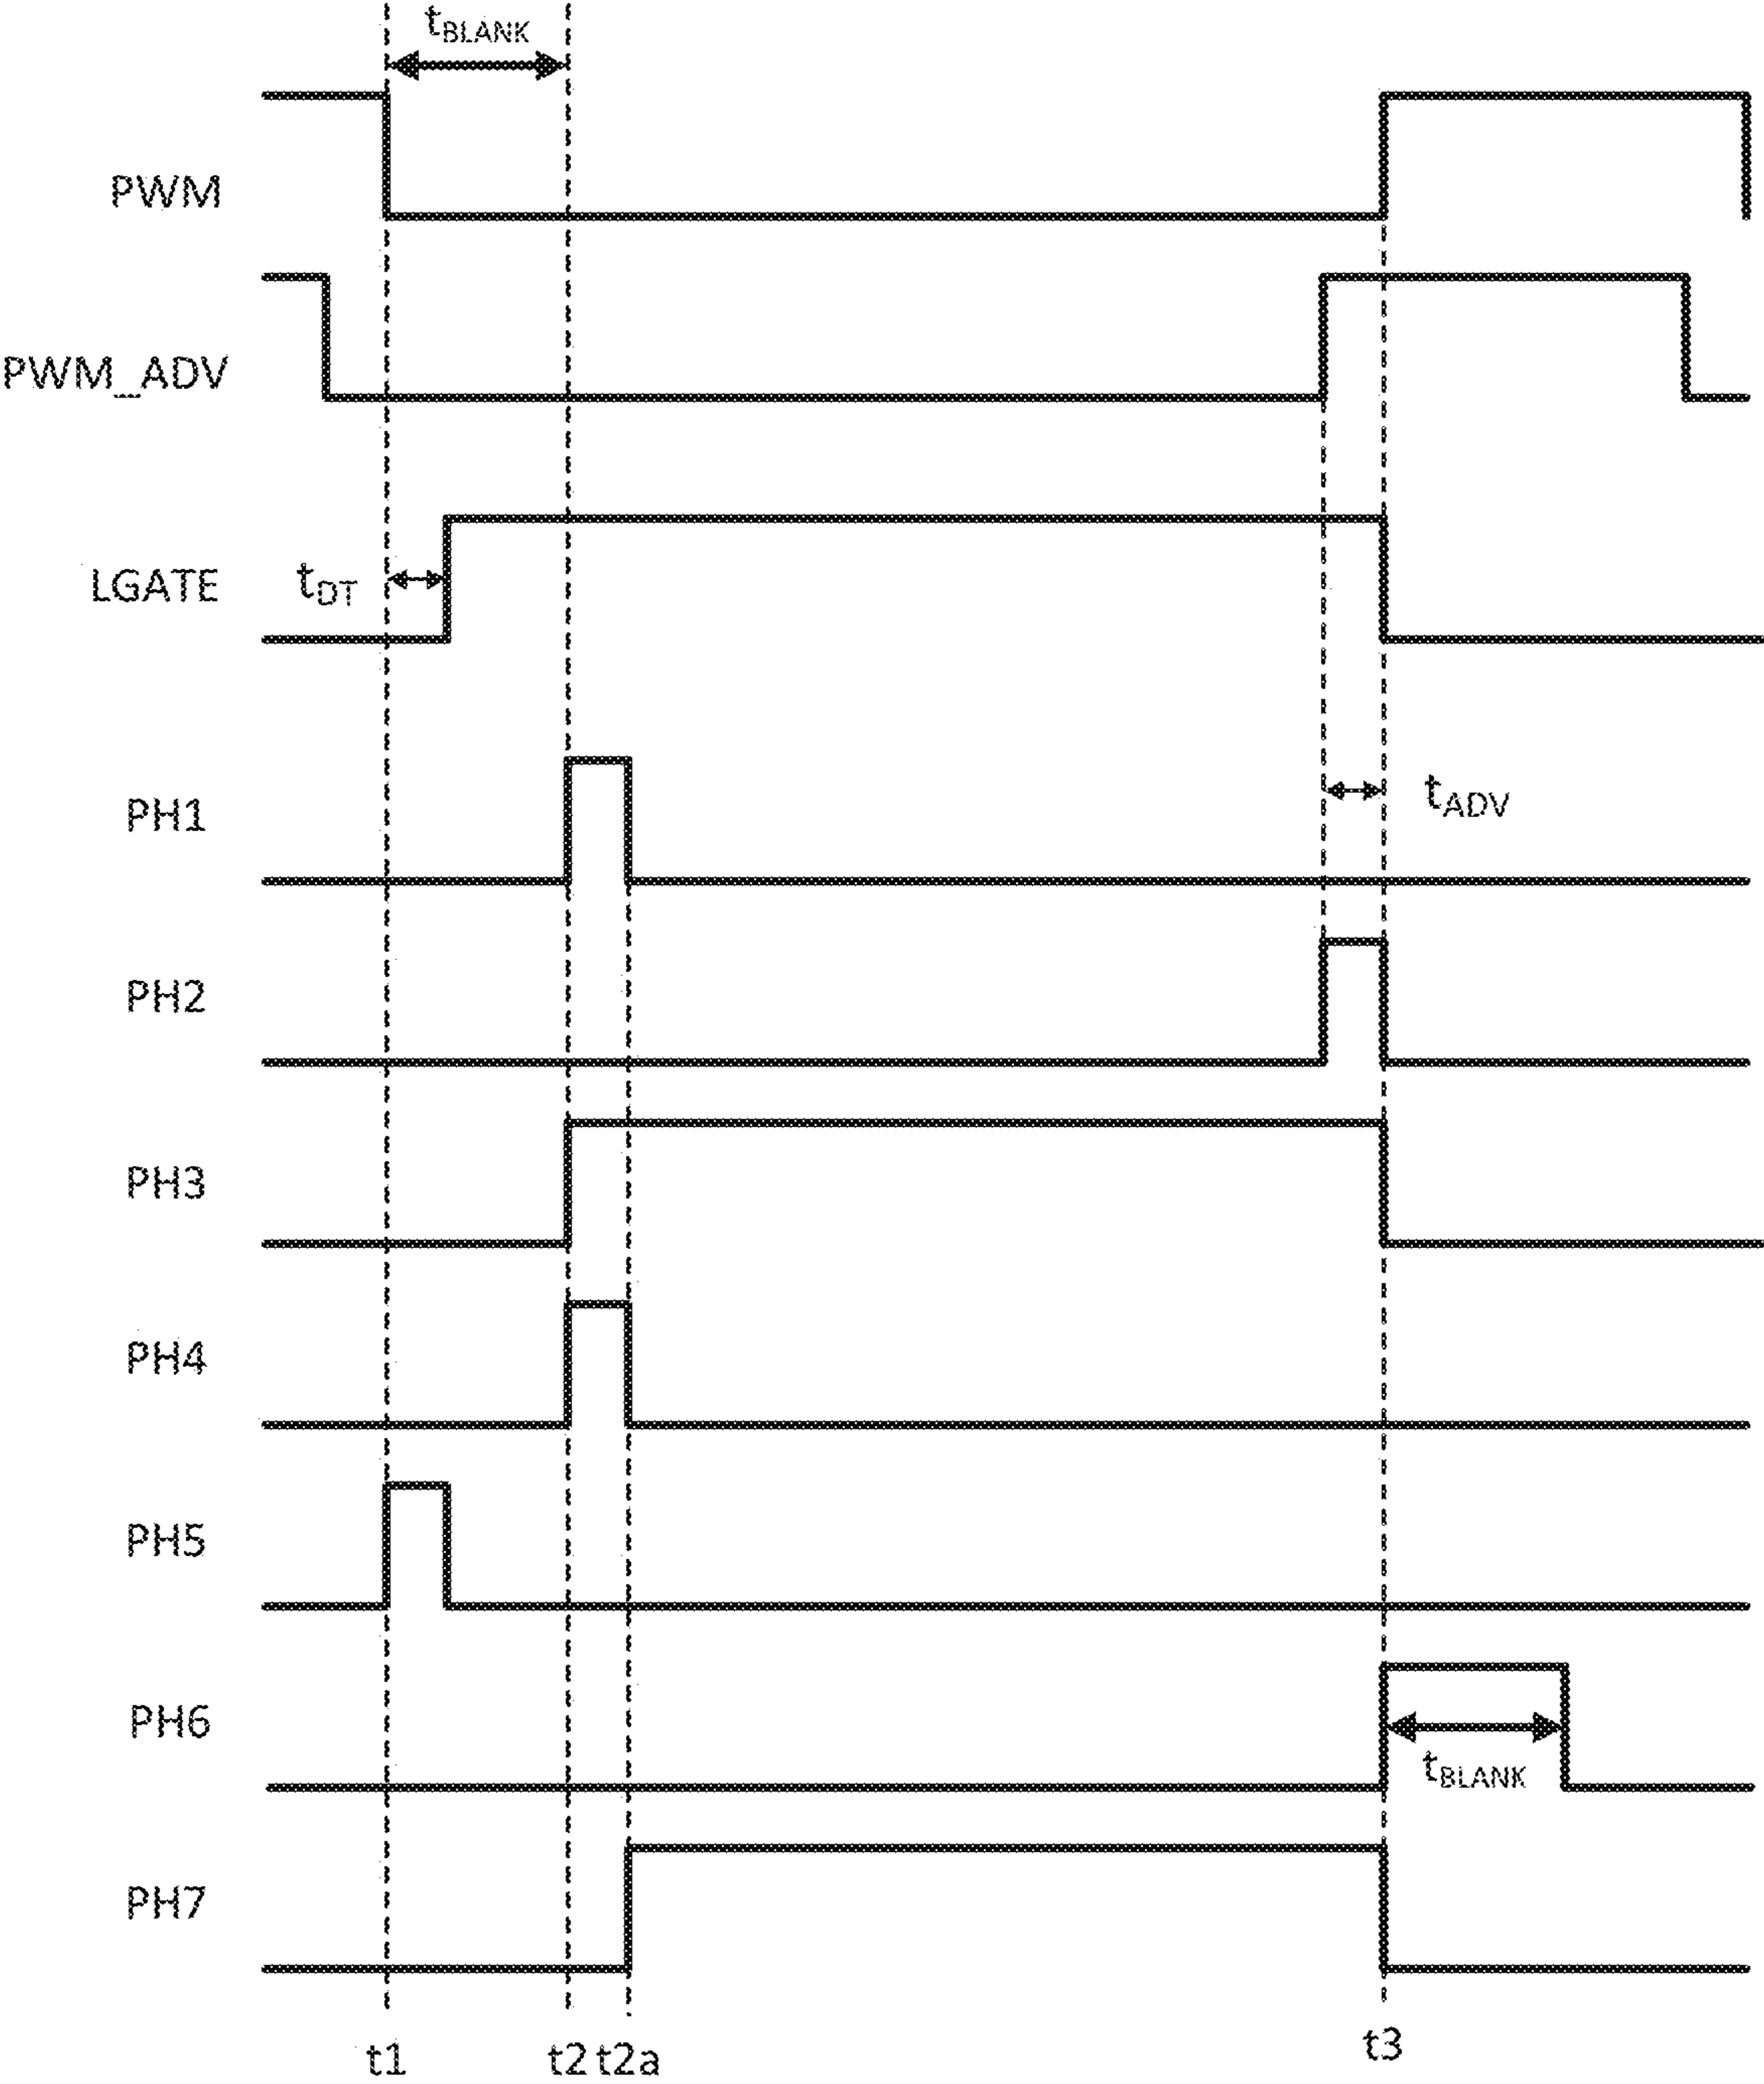 tBLANK
PWM
PWM_ADV
LGATE
tDT
PH1
tADV
PH2
PH3
PH4
PH5
PH6
tBLANK
PH7
t1
t2
t2a
t3